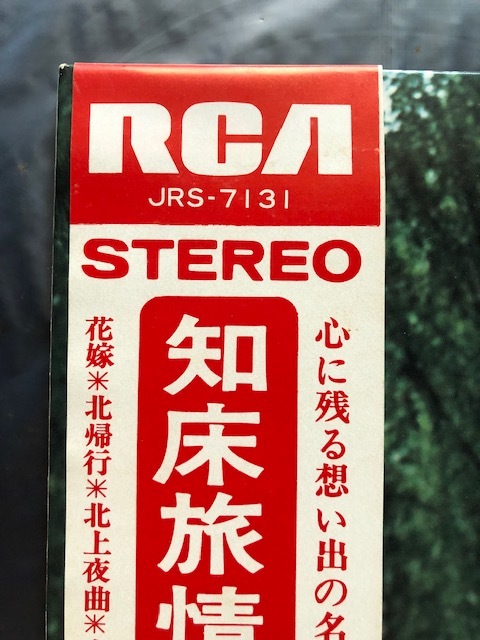 RCA
JRS-7131
STEREO
心に残る想い出の名
知床旅情
花嫁＊北帰行＊北上夜曲＊